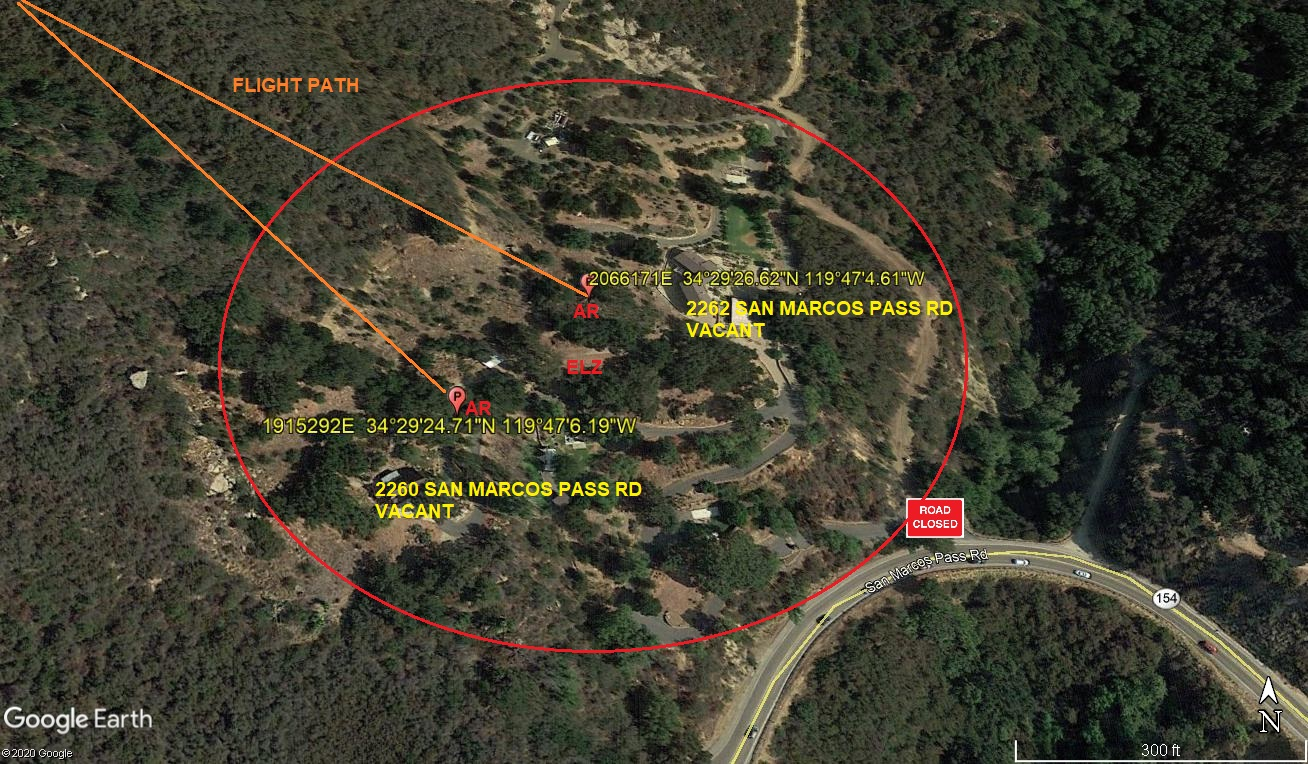 FLIGHT PATH
2066171E 34°29'26.62"N 119°47'4.61"W
AR
2262 SAN MARCOS PASS RD
VACANT
ELZ
P
AR
1915292E 34°29'24.71"N 119°47'6.19"W
2260 SAN MARCOS PASS RD
VACANT
ROAD
CLOSED
San Marcos Pass Rd
154
N
Google Earth
©2020 Google
300 ft